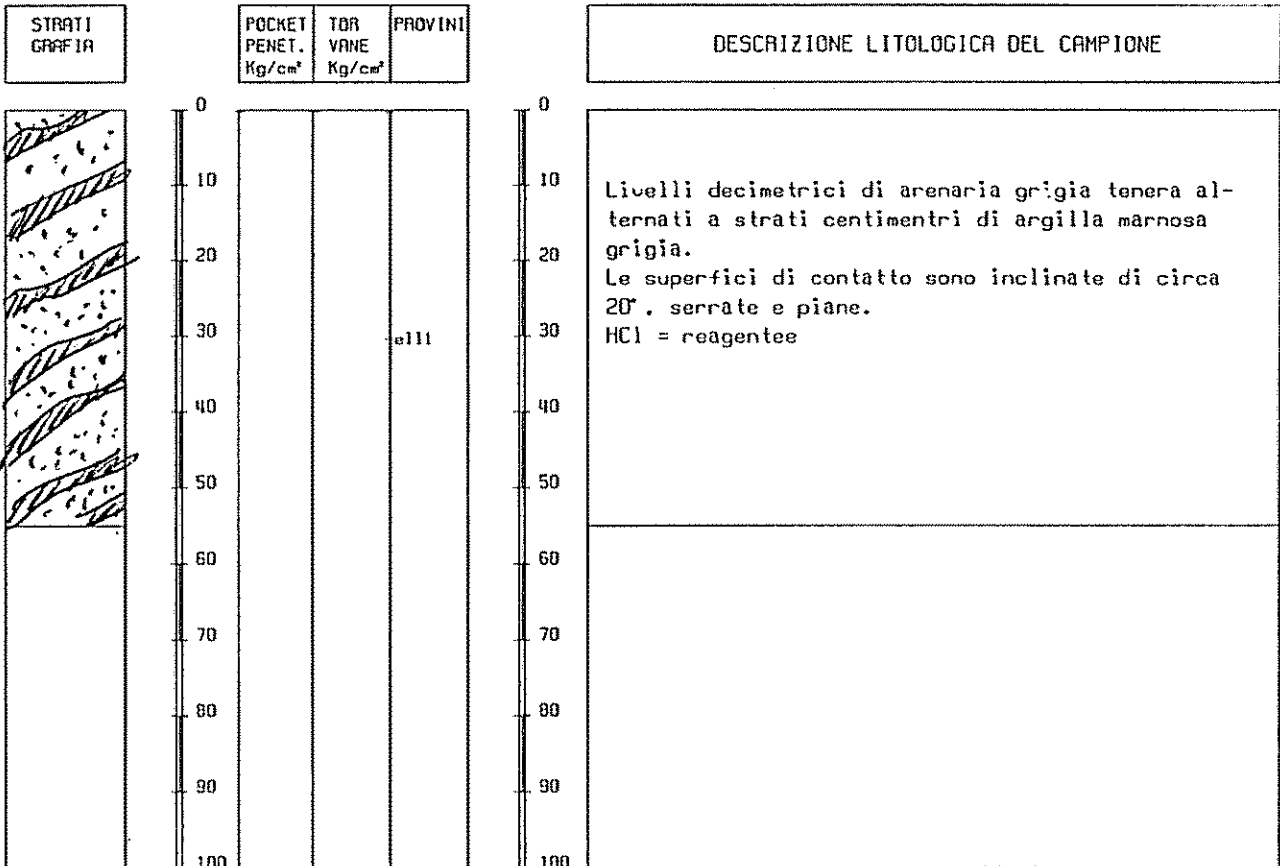 STRATI
GRAFIA
POCKET
PENET.
Kg/cm²
TOR
VANE
Kg/cm²
PROVINI
DESCRIZIONE LITOLOGICA DEL CAMPIONE
0
10
20
30
40
50
60
70
80
90
100
elli
0
10
20
30
40
50
60
70
80
90
100
Livelli decimetrici di arenaria grigia tenera al-
ternati a strati centimentri di argilla marnosa
grigia.
Le superfici di contatto sono inclinate di circa
20°. serrate e piane.
HCl = reagentee